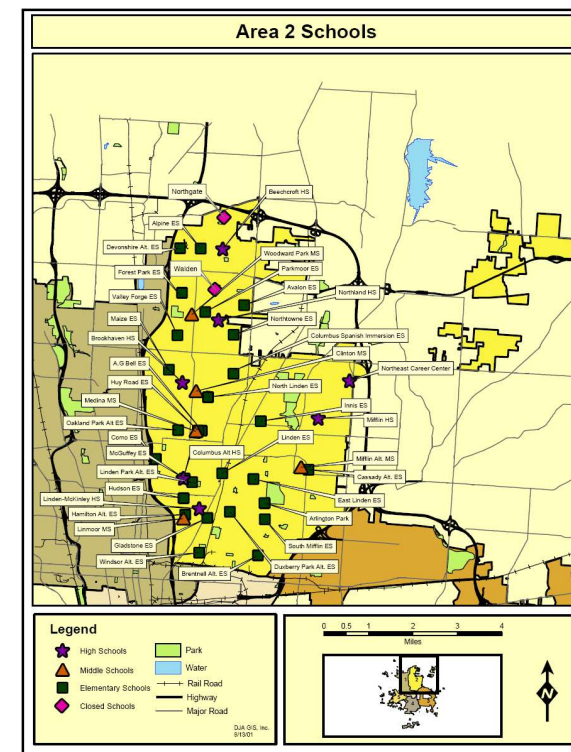 Area 2 Schools
Northgate
Beechcroft HS
Alpine ES
Devonshire Alt. ES
Woodward Park MS
Forest Park ES
Walden
Parkmoor ES
Avalon ES
Valley Forge ES
Northland HS
Maize ES
Northtowne ES
Brookhaven HS
Columbus Spanish Immersion ES
Clinton MS
A.G Bell ES
Northeast Career Center
Huy Road ES
North Linden ES
Medina MS
Innis ES
Oakland Park Alt ES
Mifflin HS
Como ES
Linden ES
McGuffey ES
Columbus Alt HS
Mifflin Alt. MS
Linden Park Alt. ES
Cassady Alt. ES
Hudson ES
East Linden ES
Linden-McKinley HS
Hamilton Alt. ES
Arlington Park
Linmoor MS
Gladstone ES
South Mifflin ES
Windsor Alt. ES
Duxberry Park Alt. ES
Brentnell Alt. ES
Legend
High Schools
Middle Schools
Elementary Schools
Closed Schools
Park
Water
Rail Road
Highway
Major Road
DJA GIS, Inc.
8/13/01
0 0.5 1 2 3 4
Miles
N